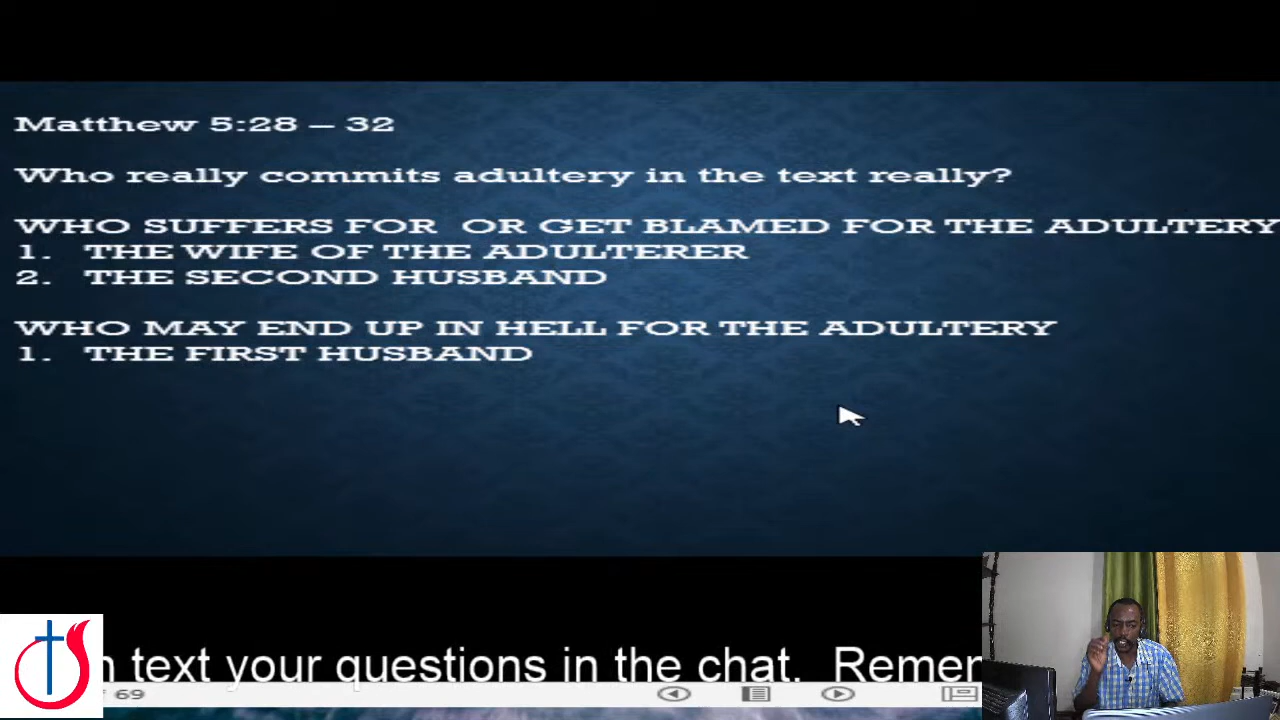 Matthew 5:28 – 32
Who really commits adultery in the text really?
WHO SUFFERS FOR OR GET BLAMED FOR THE ADULTERY
1. THE WIFE OF THE ADULTERER
2. THE SECOND HUSBAND
WHO MAY END UP IN HELL FOR THE ADULTERY
1. THE FIRST HUSBAND
text your questions in the chat. Remen
69